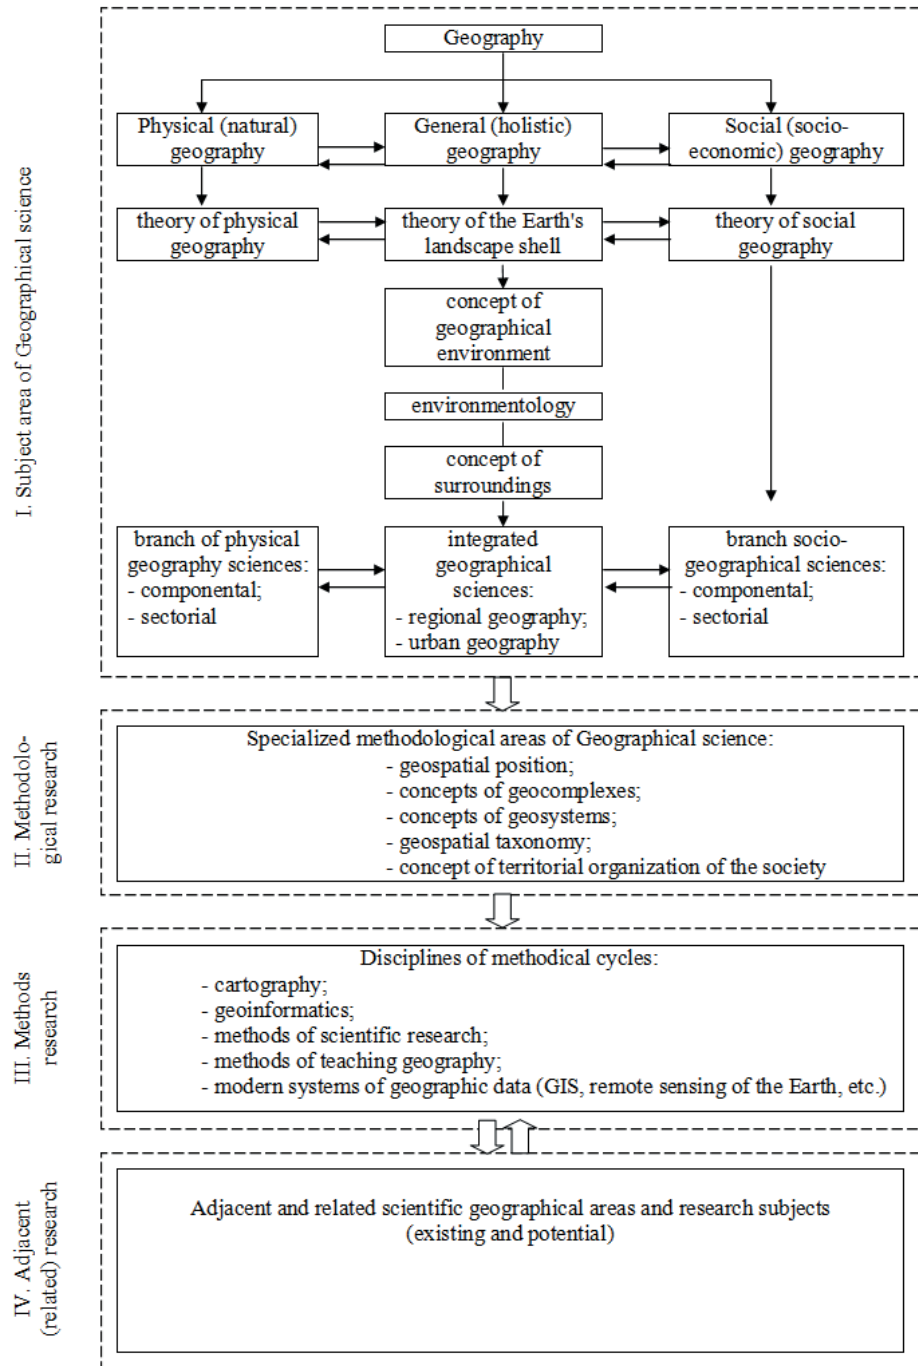 Geography
Physical (natural)
geography
General (holistic)
geography
Social (socio-
economic) geography
theory of physical
geography
theory of the Earth's
landscape shell
theory of social
geography
concept of
geographical
environment
environmentology
concept of
surroundings
branch of physical
geography sciences:
- componental;
- sectorial
integrated
geographical
sciences:
- regional geography;
- urban geography
branch socio-
geographical sciences:
- componental;
- sectorial
I. Subject area of Geographical science
Specialized methodological areas of Geographical science:
- geospatial position;
- concepts of geocomplexes;
- concepts of geosystems;
- geospatial taxonomy;
- concept of territorial organization of the society
II. Methodolo-
gical research
Disciplines of methodical cycles:
- cartography;
- geoinformatics;
- methods of scientific research;
- methods of teaching geography;
- modern systems of geographic data (GIS, remote sensing of the Earth, etc.)
III. Methods
research
Adjacent and related scientific geographical areas and research subjects
(existing and potential)
IV. Adjacent
(related) research